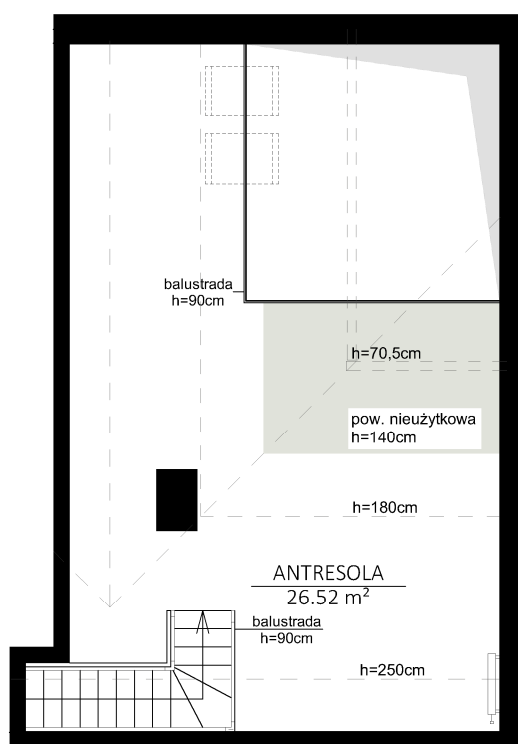 balustrada
h=90cm
h=70,5cm
pow. nieużytkowa
h=140cm
h=180cm
ANTRESOLA
26.52 m²
balustrada
h=90cm
h=250cm